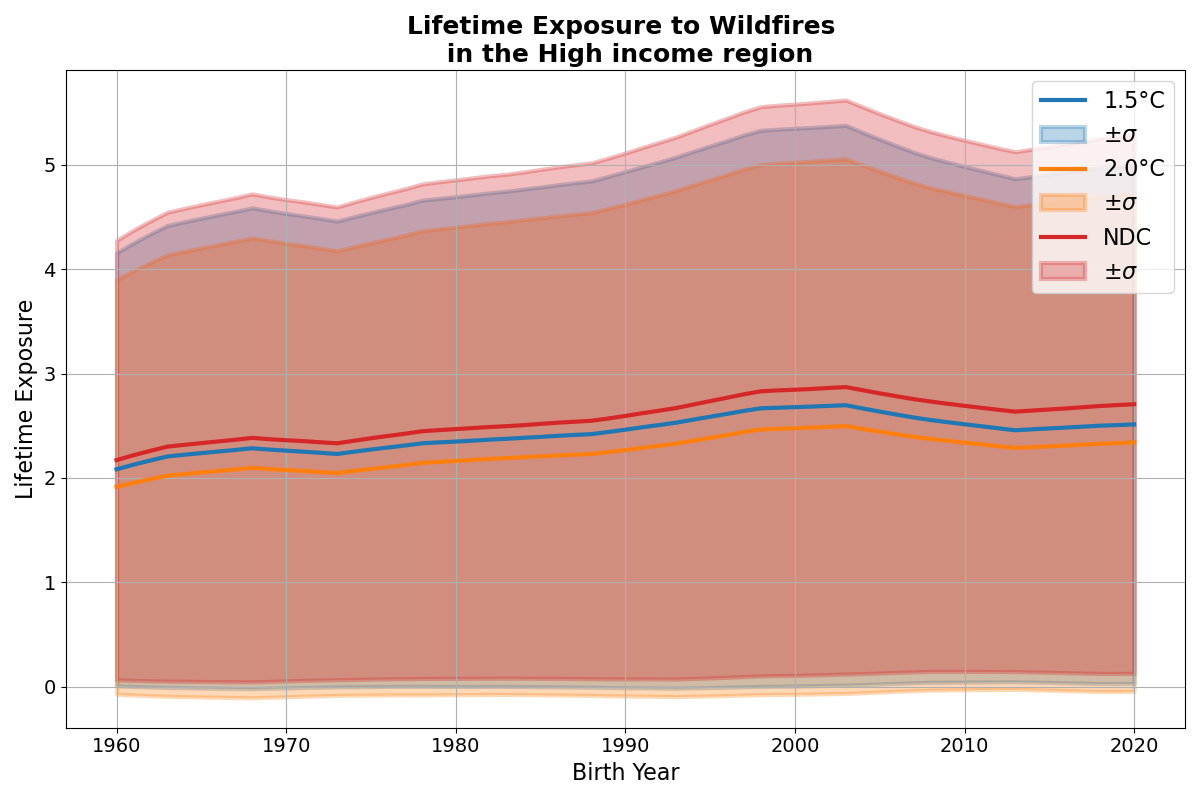 Lifetime Exposure to Wildfires
in the High income region
Lifetime Exposure
5
4
3
2
1
0
1960 1970 1980 1990 2000 2010 2020
Birth Year
1.5°C
±σ
2.0°C
±σ
NDC
±σ